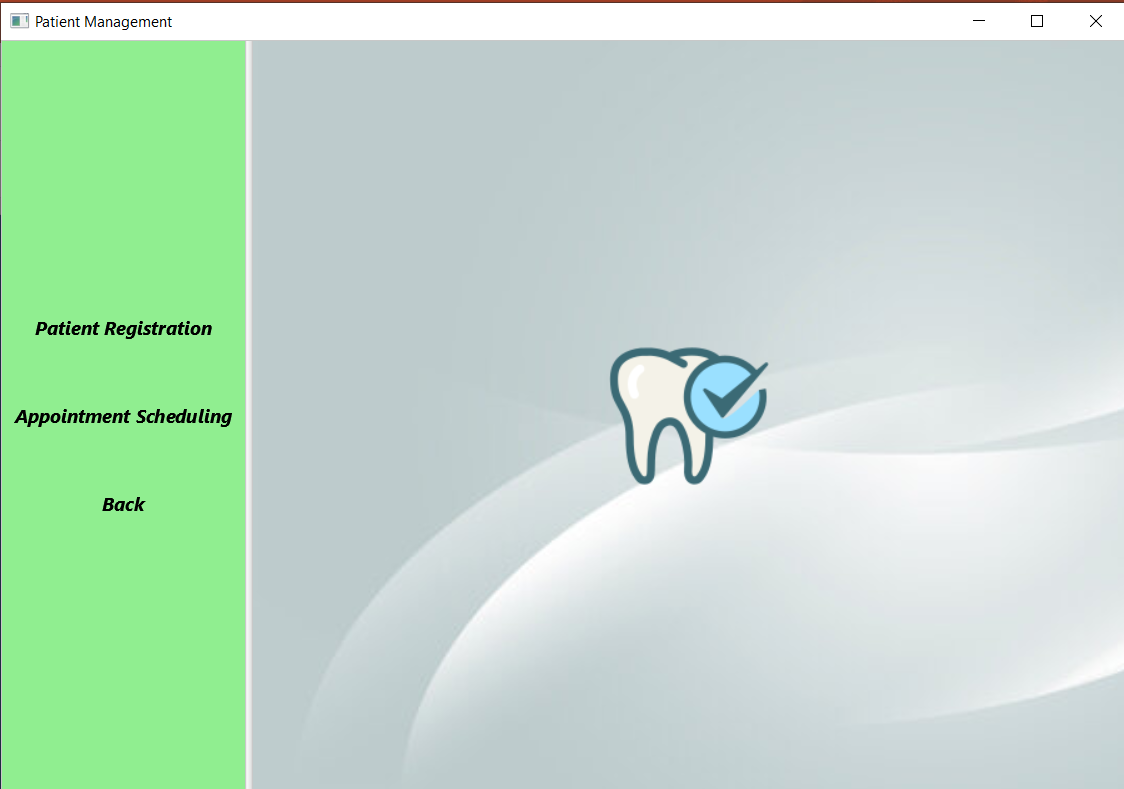 Patient Management
Patient Registration
Appointment Scheduling
Back